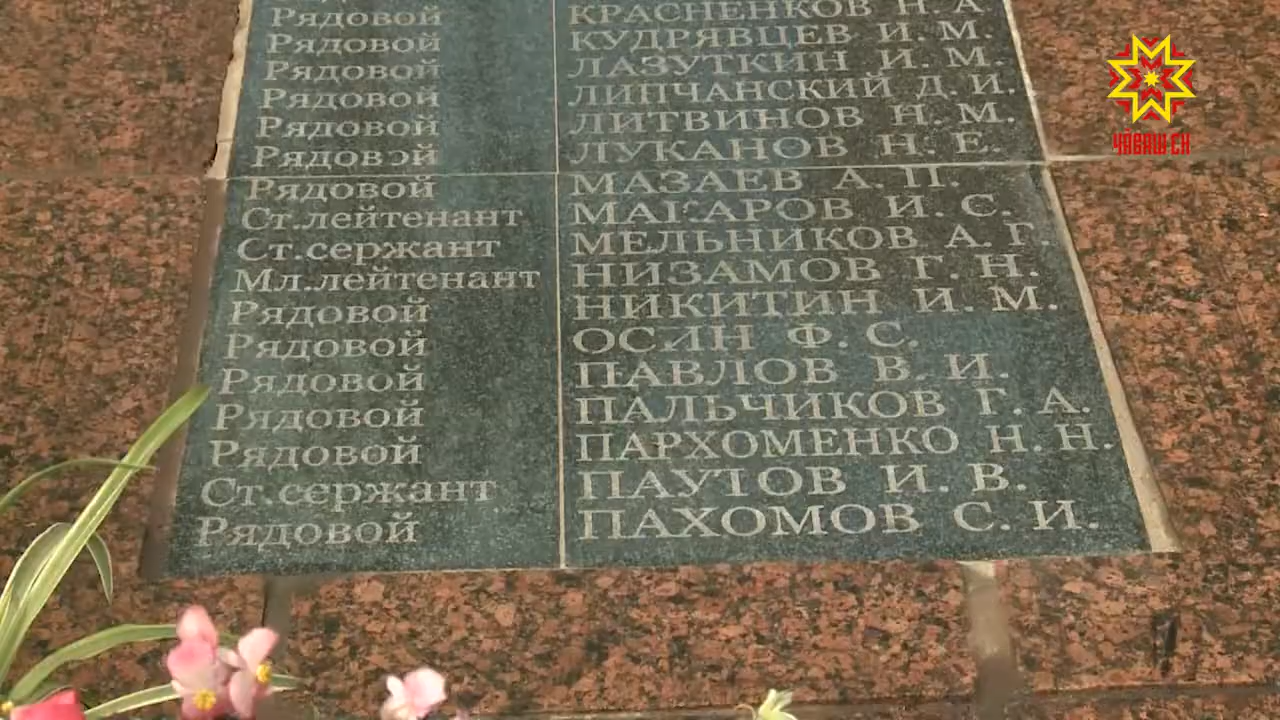 Рядовой КРАСНЕНКОВ Н. А
Рядовой КУДРЯВЦЕВ И. М.
Рядовой ЛАЗУТКИН И. М.
Рядовой ЛИПЧАНСКИЙ Д. И.
Рядовой ЛИТВИНОВ Н. М.
Рядовой ЛУКАНОВ Н. Е.
Рядовой МАЗАЕВ А. П.
Ст.лейтенант МАКАРОВ И. С.
Ст.сержант МЕЛЬНИКОВ А. Г.
Мл.лейтенант НИЗАМОВ Г. Н.
Рядовой НИКИТИН И. М.
Рядовой ОСИН Ф. С.
Рядовой ПАВЛОВ В. И.
Рядовой ПАЛЬЧИКОВ Г. А.
Рядовой ПАРХОМЕНКО Н. Н.
Ст.сержант ПАУТОВ И. В.
Рядовой ПАХОМОВ С. И.
ЧӐВАШ ЕН